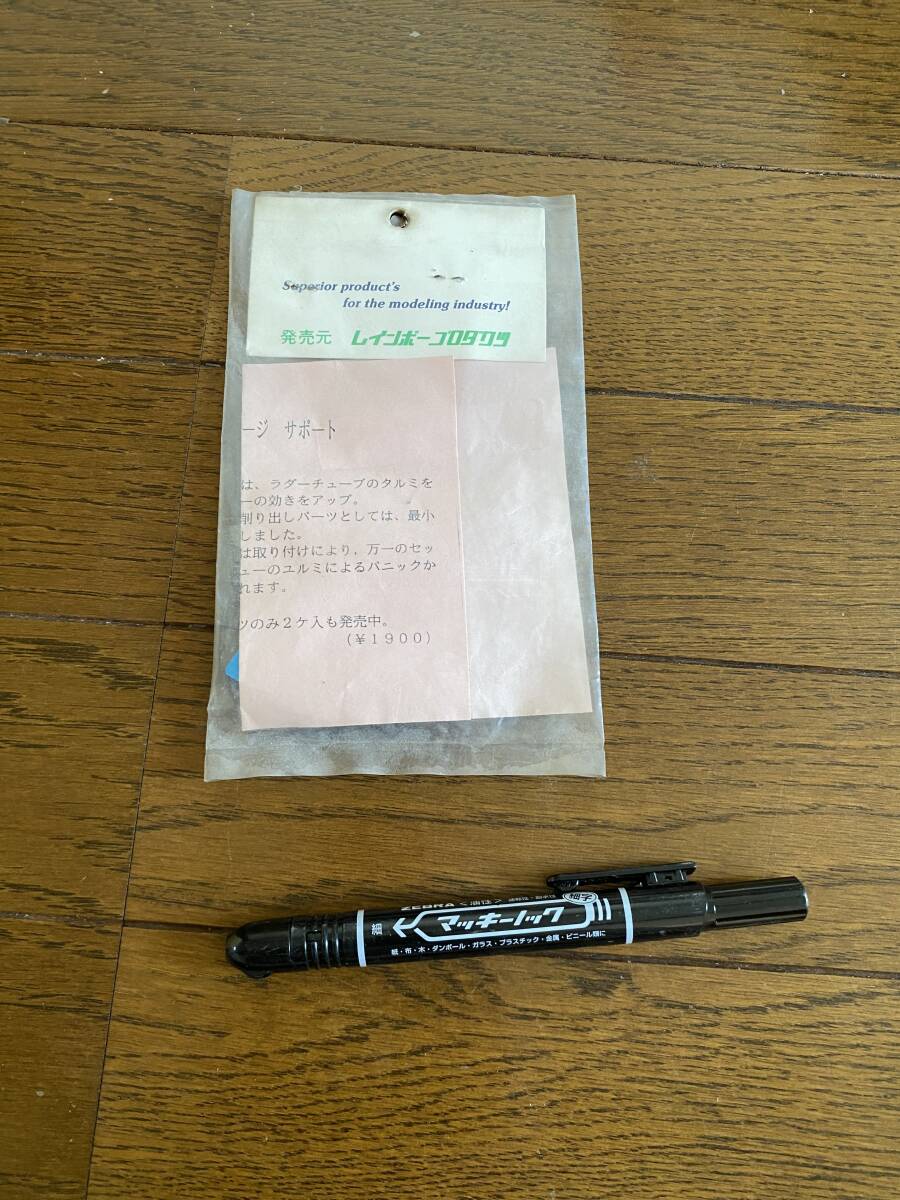 Superior product's
for the modeling industry!
発売元 レインボープロダクツ
ージ サポート
は、ラダーチューブのタルミを
ーの効きをアップ。
削り出しパーツとしては、最小
しました。
は取り付けにより，万一のセッ
ューのユルミによるパニックか
れます。
ツのみ２ケ入も発売中。
（￥１９００）
ZEBRA＜油性＞
細字
細 マッキーノック
紙・布・木・ダンボール・ガラス・プラスチック・金属・ビニール類に